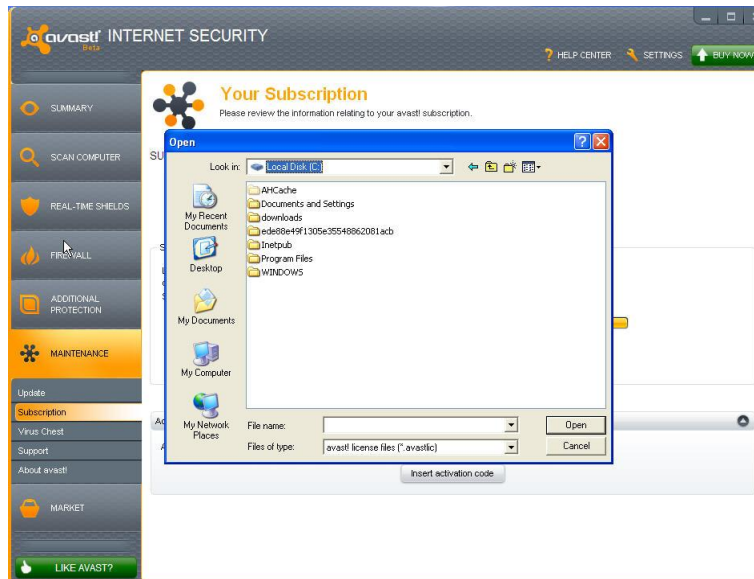 avast! INTERNET SECURITY
Beta
HELP CENTER
SETTINGS
BUY NOW
SUMMARY
SCAN COMPUTER
REAL-TIME SHIELDS
FIREWALL
ADDITIONAL
PROTECTION
MAINTENANCE
Update
Subscription
Virus Chest
Support
About avast!
MARKET
LIKE AVAST?
Your Subscription
Please review the information relating to your avast! subscription.
SU
Open
Look in:
Local Disk (C:)
My Recent
Documents
Desktop
My Documents
My Computer
My Network
Places
AHCache
Documents and Settings
downloads
ede88e49f1305e35548862081acb
Inetpub
Program Files
WINDOWS
File name:
Open
Files of type:
avast! license files (*.avastlic)
Cancel
Insert activation code